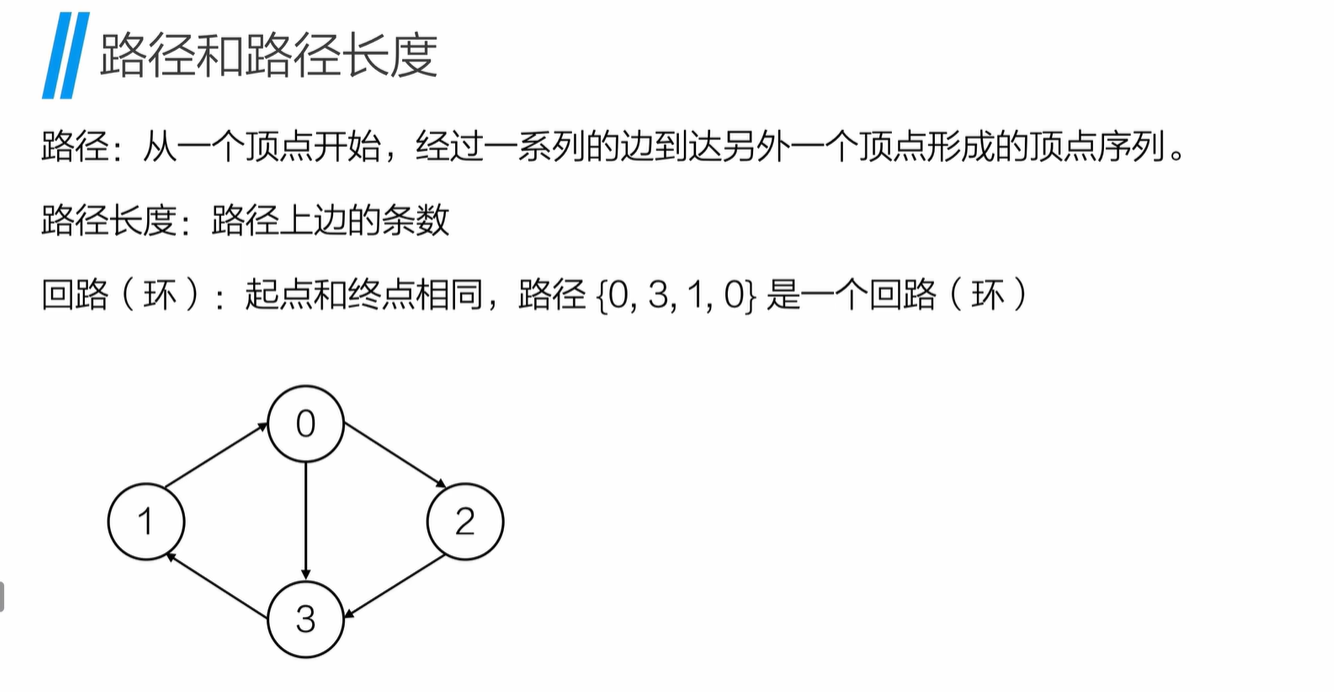 路径和路径长度
路径：从一个顶点开始，经过一系列的边到达另外一个顶点形成的顶点序列。
路径长度：路径上边的条数
回路（环）：起点和终点相同，路径 {0, 3, 1, 0} 是一个回路（环）
0
1
2
3